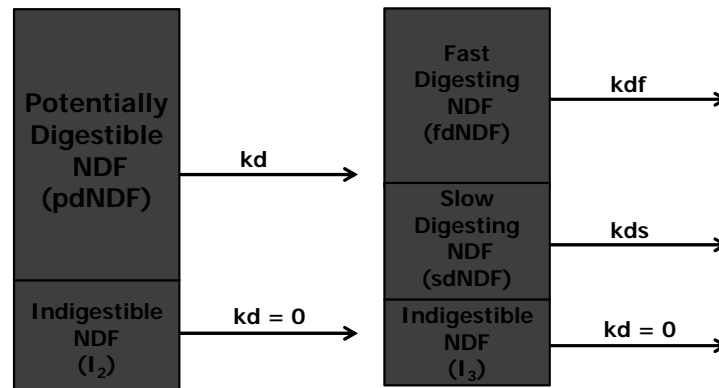 Potentially
Digestible
NDF
(pdNDF)
kd
Indigestible
NDF
(I₂)
kd = 0
Fast
Digesting
NDF
(fdNDF)
kdf
Slow
Digesting
NDF
(sdNDF)
kds
Indigestible
NDF
(I₃)
kd = 0